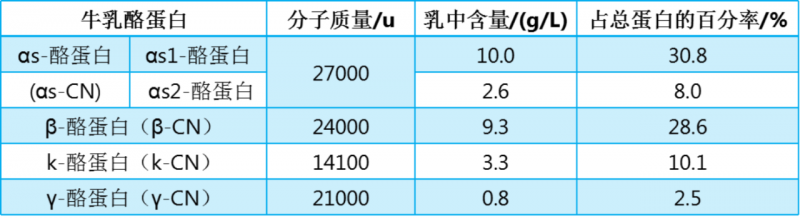 牛乳酪蛋白 分子质量/u 乳中含量/(g/L) 占总蛋白的百分率/%
αs-酪蛋白 αs1-酪蛋白 27000 10.0 30.8
(αs-CN) αs2-酪蛋白 2.6 8.0
β-酪蛋白（β-CN） 24000 9.3 28.6
k-酪蛋白（k-CN） 14100 3.3 10.1
γ-酪蛋白（γ-CN） 21000 0.8 2.5